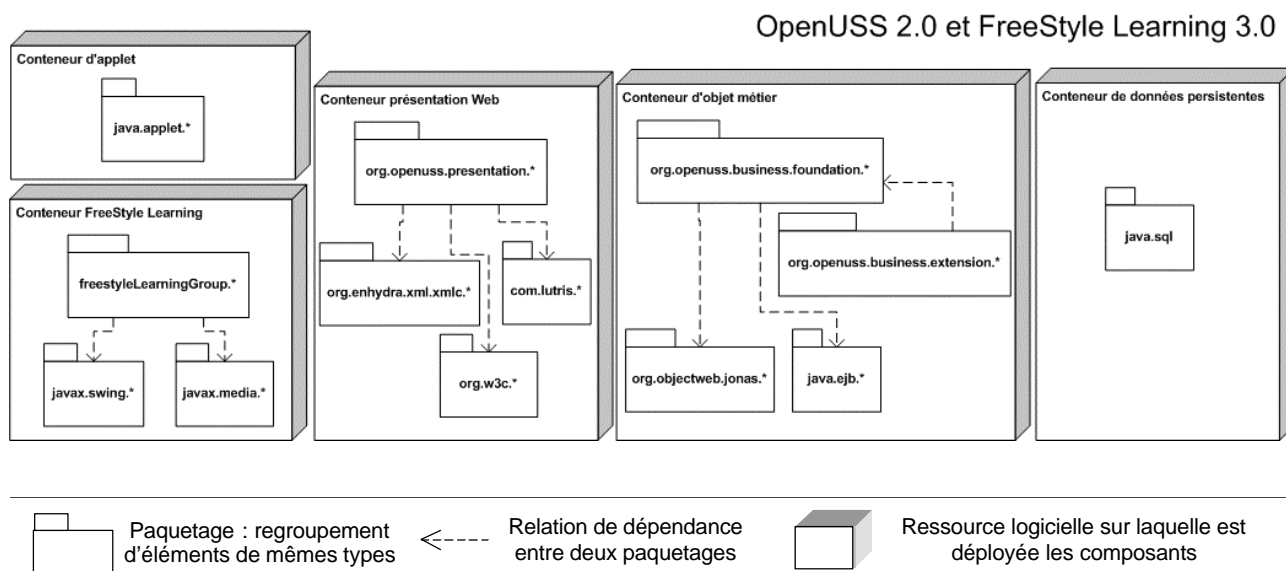 OpenUSS 2.0 et FreeStyle Learning 3.0
Conteneur d'applet
java.applet.*
Conteneur FreeStyle Learning
freestyleLearningGroup.*
javax.swing.*
javax.media.*
Conteneur présentation Web
org.openuss.presentation.*
org.enhydra.xml.xmlc.*
com.lutris.*
org.w3c.*
Conteneur d'objet métier
org.openuss.business.foundation.*
org.openuss.business.extension.*
org.objectweb.jonas.*
java.ejb.*
Conteneur de données persistentes
java.sql
Paquetage : regroupement
d'éléments de mêmes types
Relation de dépendance
entre deux paquetages
Ressource logicielle sur laquelle est
déployée les composants